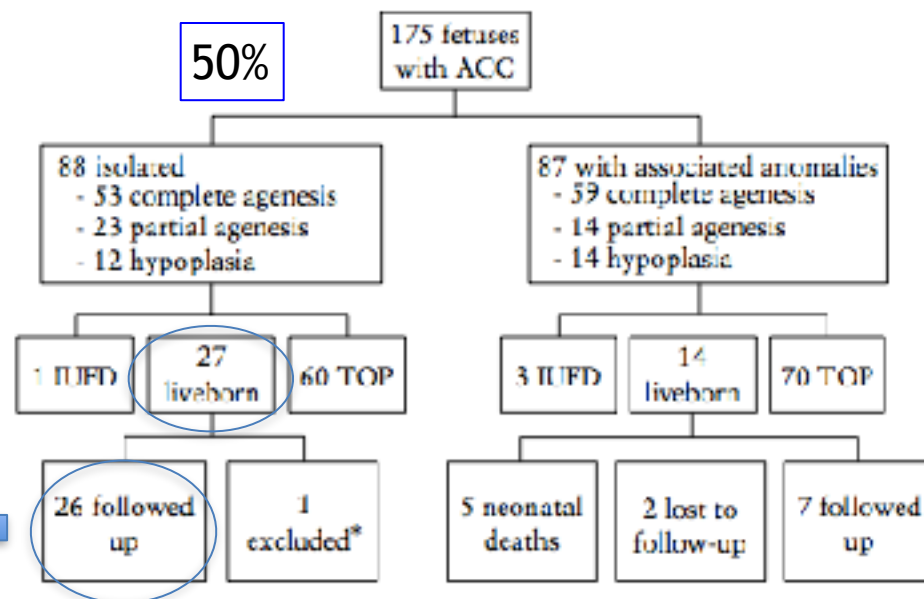 50%
175 fetuses
with ACC
88 isolated
- 53 complete agenesis
- 23 partial agenesis
- 12 hypoplasia
87 with associated anomalies
- 59 complete agenesis
- 14 partial agenesis
- 14 hypoplasia
1 IUFD
27
liveborn
60 TOP
3 IUFD
14
liveborn
70 TOP
26 followed
up
1
excluded*
5 neonatal
deaths
2 lost to
follow-up
7 followed
up